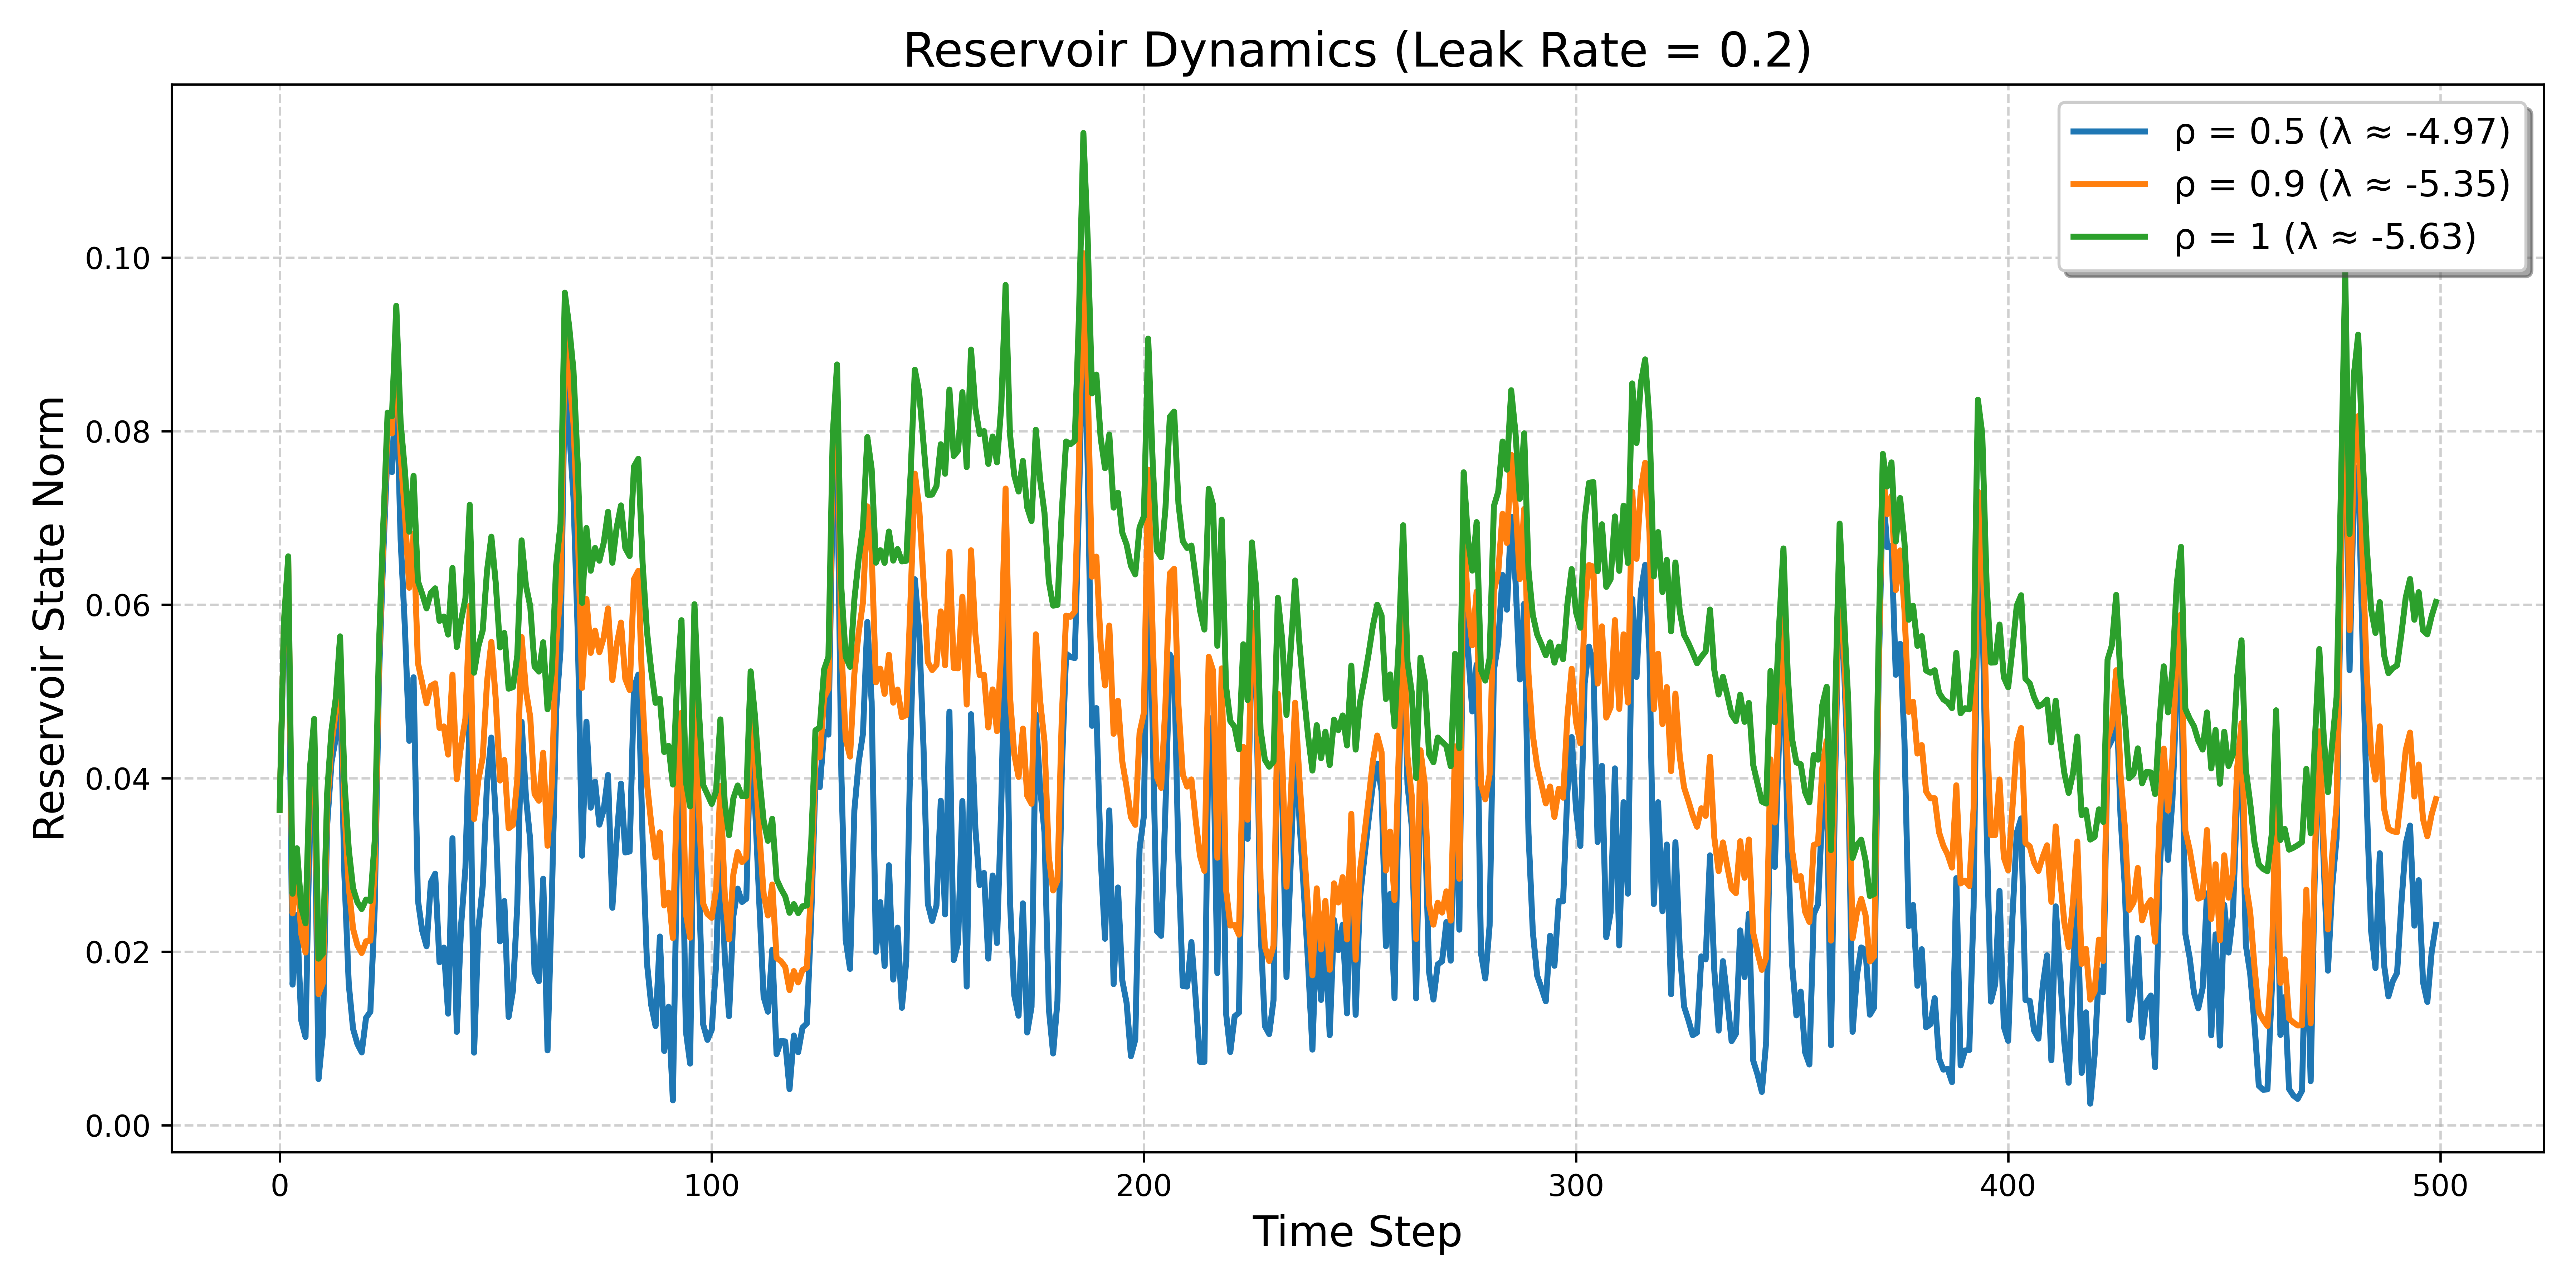 Reservoir Dynamics (Leak Rate = 0.2)
ρ = 0.5 (λ ≈ -4.97)
ρ = 0.9 (λ ≈ -5.35)
ρ = 1 (λ ≈ -5.63)
Reservoir State Norm
0.10
0.08
0.06
0.04
0.02
0.00
0 100 200 300 400 500
Time Step